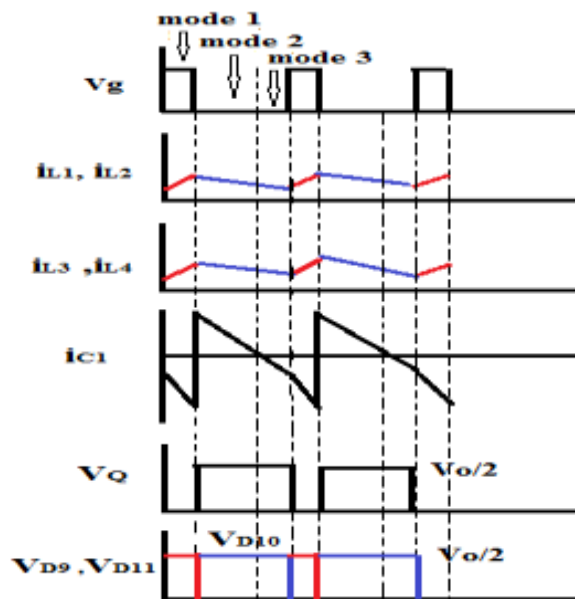 mode 1
mode 2
mode 3
Vg
iL1, iL2
iL3 ,iL4
iC1
VQ
Vo/2
VD10
VD9 ,VD11
Vo/2